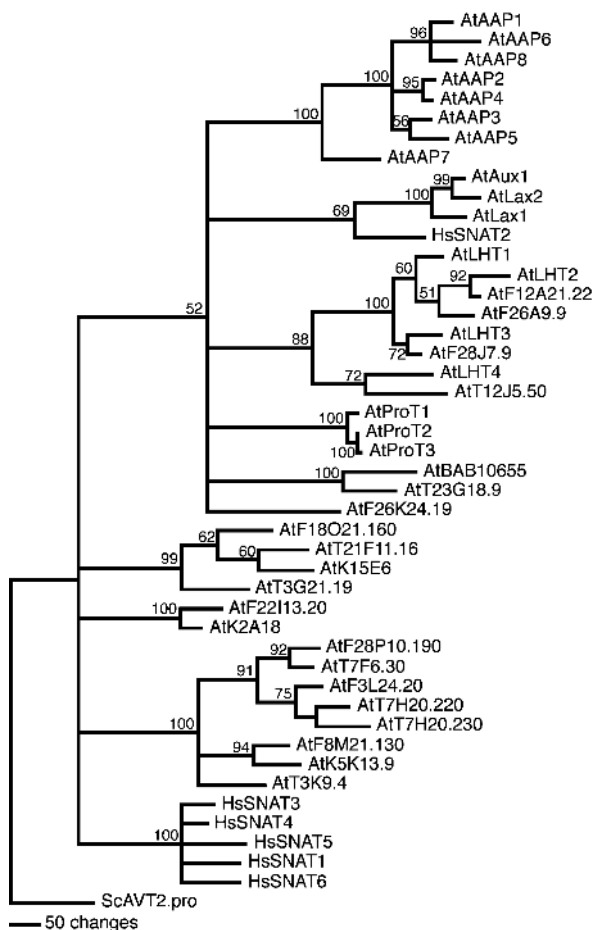 AtAAP1
96
AtAAP6
AtAAP8
100
95
AtAAP2
AtAAP4
100
AtAAP3
56
AtAAP5
AtAAP7
99
AtAux1
100
AtLax2
69
AtLax1
HsSNAT2
AtLHT1
60
92
AtLHT2
51
AtF12A21.22
100
AtF26A9.9
52
88
AtLHT3
72
AtF28J7.9
72
AtLHT4
AtT12J5.50
100
AtProT1
AtProT2
100
AtProT3
100
AtBAB10655
AtT23G18.9
AtF26K24.19
62
AtF18O21.160
99
60
AtT21F11.16
AtK15E6
AtT3G21.19
100
AtF22I13.20
AtK2A18
92
AtF28P10.190
91
AtT7F6.30
75
AtF3L24.20
AtT7H20.220
100
AtT7H20.230
94
AtF8M21.130
AtK5K13.9
AtT3K9.4
HsSNAT3
HsSNAT4
100
HsSNAT5
HsSNAT1
HsSNAT6
ScAVT2.pro
50 changes